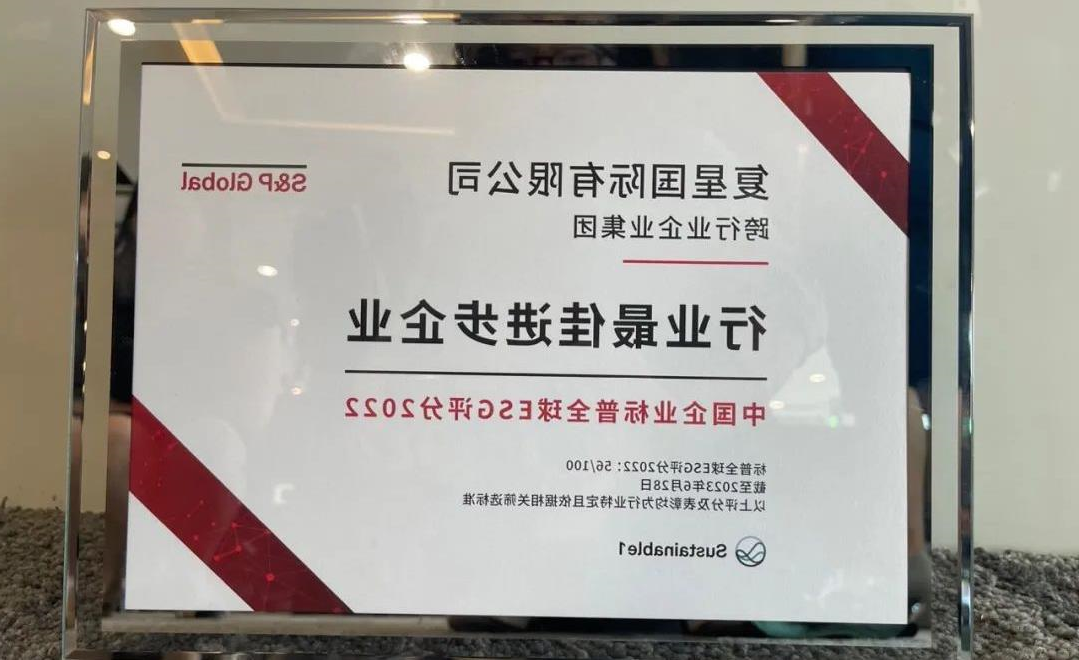 S&P Global
复星国际有限公司
跨行业企业集团
行业最佳进步企业
中国企业标普全球ESG评分2022
标普全球ESG评分2022：56/100
截至2023年6月28日
以上评分及表彰均为行业特定且依据相关筛选标准
Sustainable1